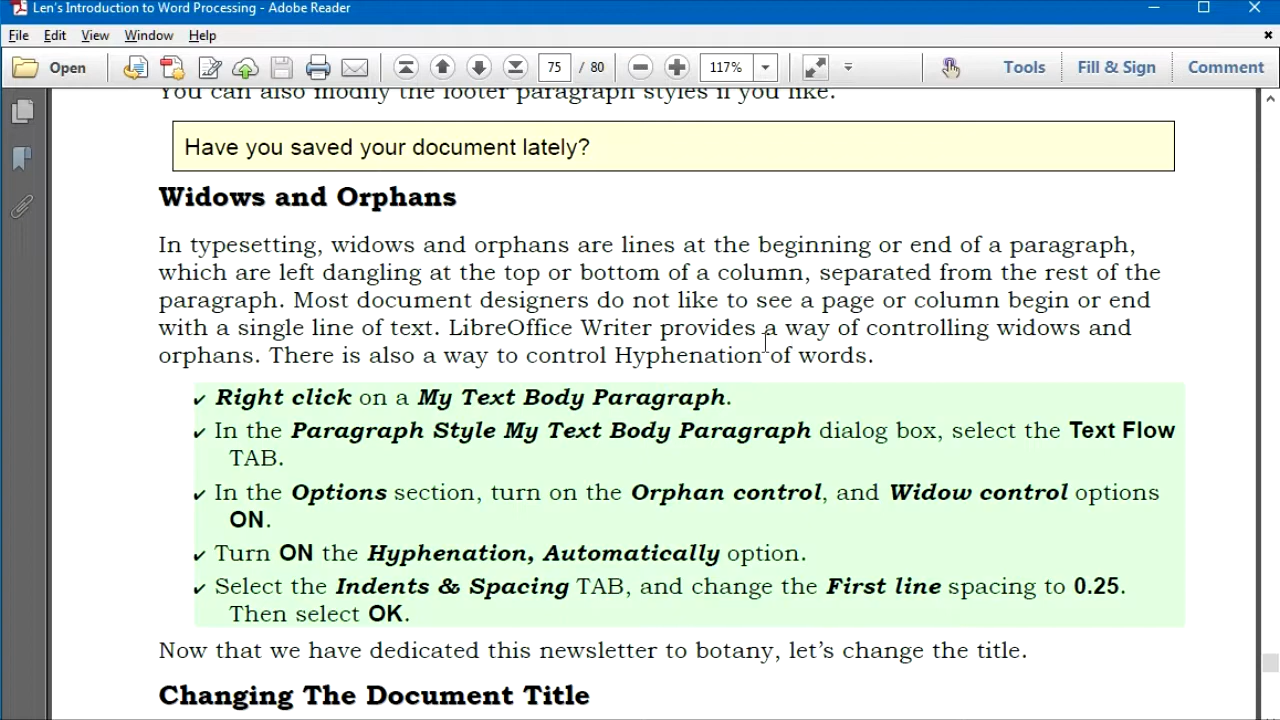 Len's Introduction to Word Processing - Adobe Reader
File Edit View Window Help
Open 75 / 80 117% Tools Fill & Sign Comment
You can also modify the footer paragraph styles if you like.
Have you saved your document lately?
Widows and Orphans
In typesetting, widows and orphans are lines at the beginning or end of a paragraph,
which are left dangling at the top or bottom of a column, separated from the rest of the
paragraph. Most document designers do not like to see a page or column begin or end
with a single line of text. LibreOffice Writer provides a way of controlling widows and
orphans. There is also a way to control Hyphenation of words.
✔ Right click on a My Text Body Paragraph.
✔ In the Paragraph Style My Text Body Paragraph dialog box, select the Text Flow
TAB.
✔ In the Options section, turn on the Orphan control, and Widow control options
ON.
✔ Turn ON the Hyphenation, Automatically option.
✔ Select the Indents & Spacing TAB, and change the First line spacing to 0.25.
Then select OK.
Now that we have dedicated this newsletter to botany, let's change the title.
Changing The Document Title